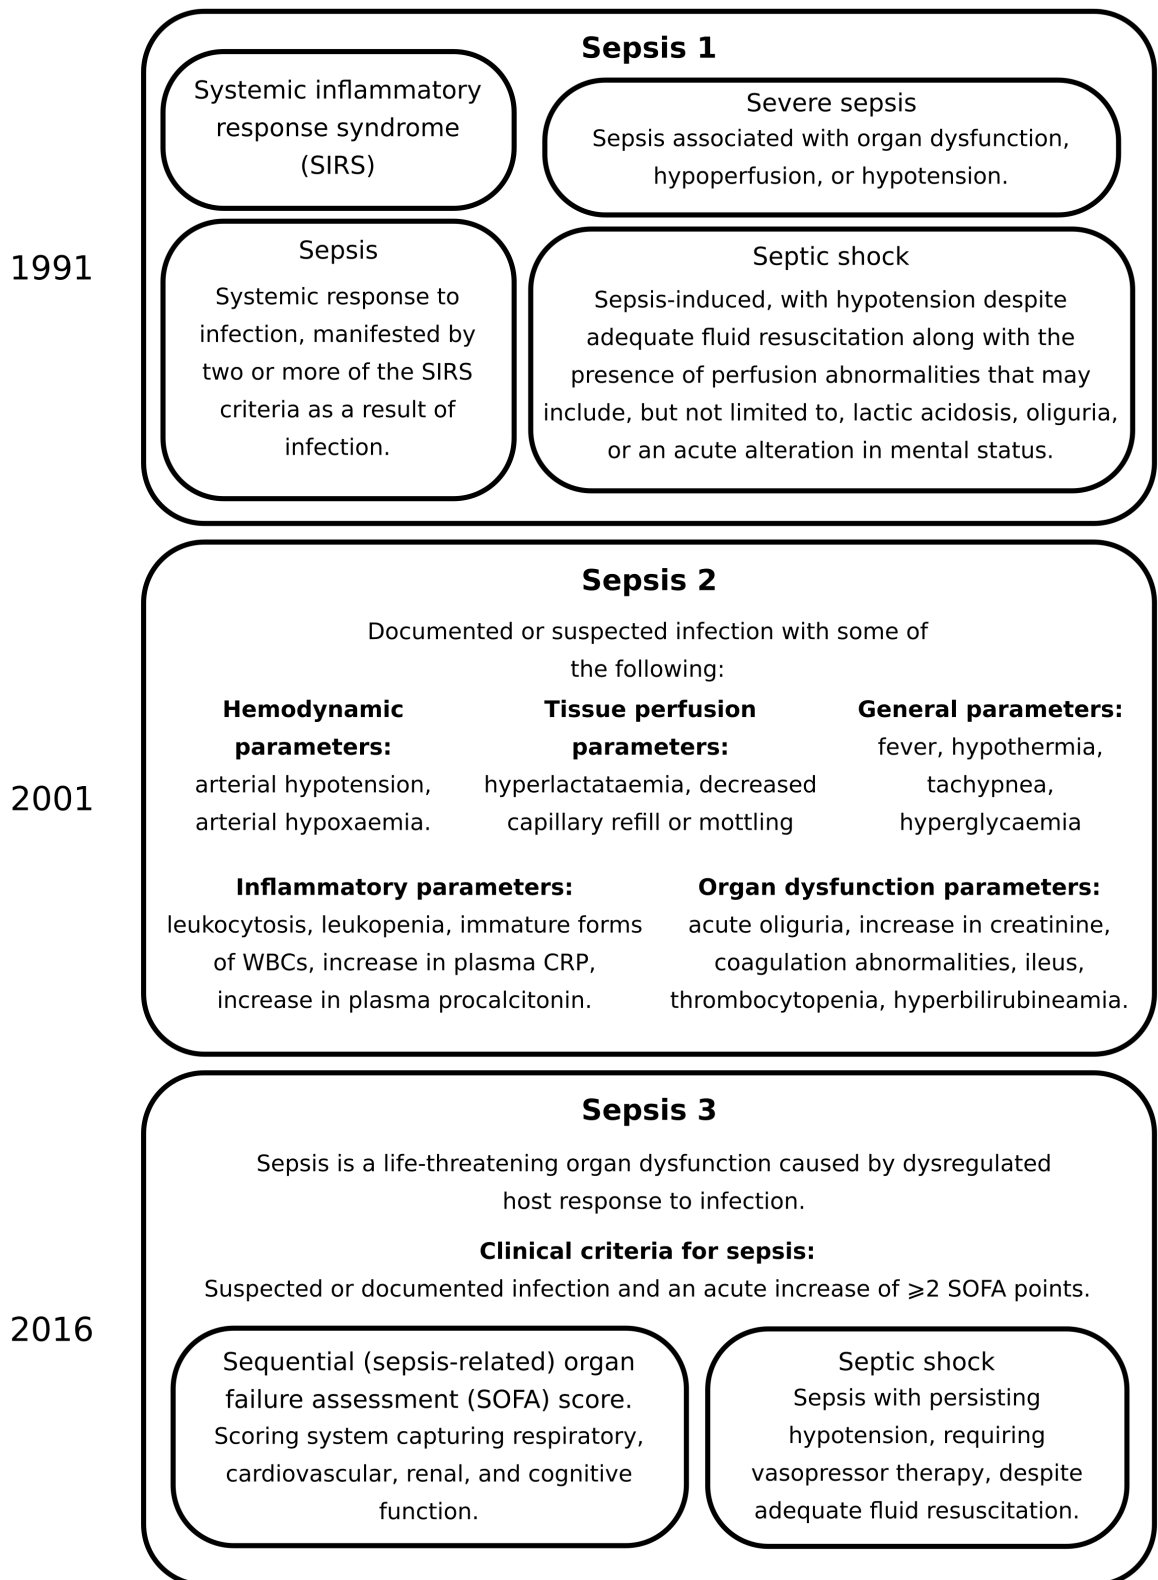 Sepsis 1
Systemic inflammatory
response syndrome
(SIRS)
Severe sepsis
Sepsis associated with organ dysfunction,
hypoperfusion, or hypotension.
1991
Sepsis
Systemic response to
infection, manifested by
two or more of the SIRS
criteria as a result of
infection.
Septic shock
Sepsis-induced, with hypotension despite
adequate fluid resuscitation along with the
presence of perfusion abnormalities that may
include, but not limited to, lactic acidosis, oliguria,
or an acute alteration in mental status.
Sepsis 2
Documented or suspected infection with some of
the following:
Hemodynamic
parameters:
arterial hypotension,
arterial hypoxaemia.
Tissue perfusion
parameters:
hyperlactataemia, decreased
capillary refill or mottling
General parameters:
fever, hypothermia,
tachypnea,
hyperglycaemia
2001
Inflammatory parameters:
leukocytosis, leukopenia, immature forms
of WBCs, increase in plasma CRP,
increase in plasma procalcitonin.
Organ dysfunction parameters:
acute oliguria, increase in creatinine,
coagulation abnormalities, ileus,
thrombocytopenia, hyperbilirubineamia.
Sepsis 3
Sepsis is a life-threatening organ dysfunction caused by dysregulated
host response to infection.
Clinical criteria for sepsis:
Suspected or documented infection and an acute increase of ⩾2 SOFA points.
2016
Sequential (sepsis-related) organ
failure assessment (SOFA) score.
Scoring system capturing respiratory,
cardiovascular, renal, and cognitive
function.
Septic shock
Sepsis with persisting
hypotension, requiring
vasopressor therapy, despite
adequate fluid resuscitation.